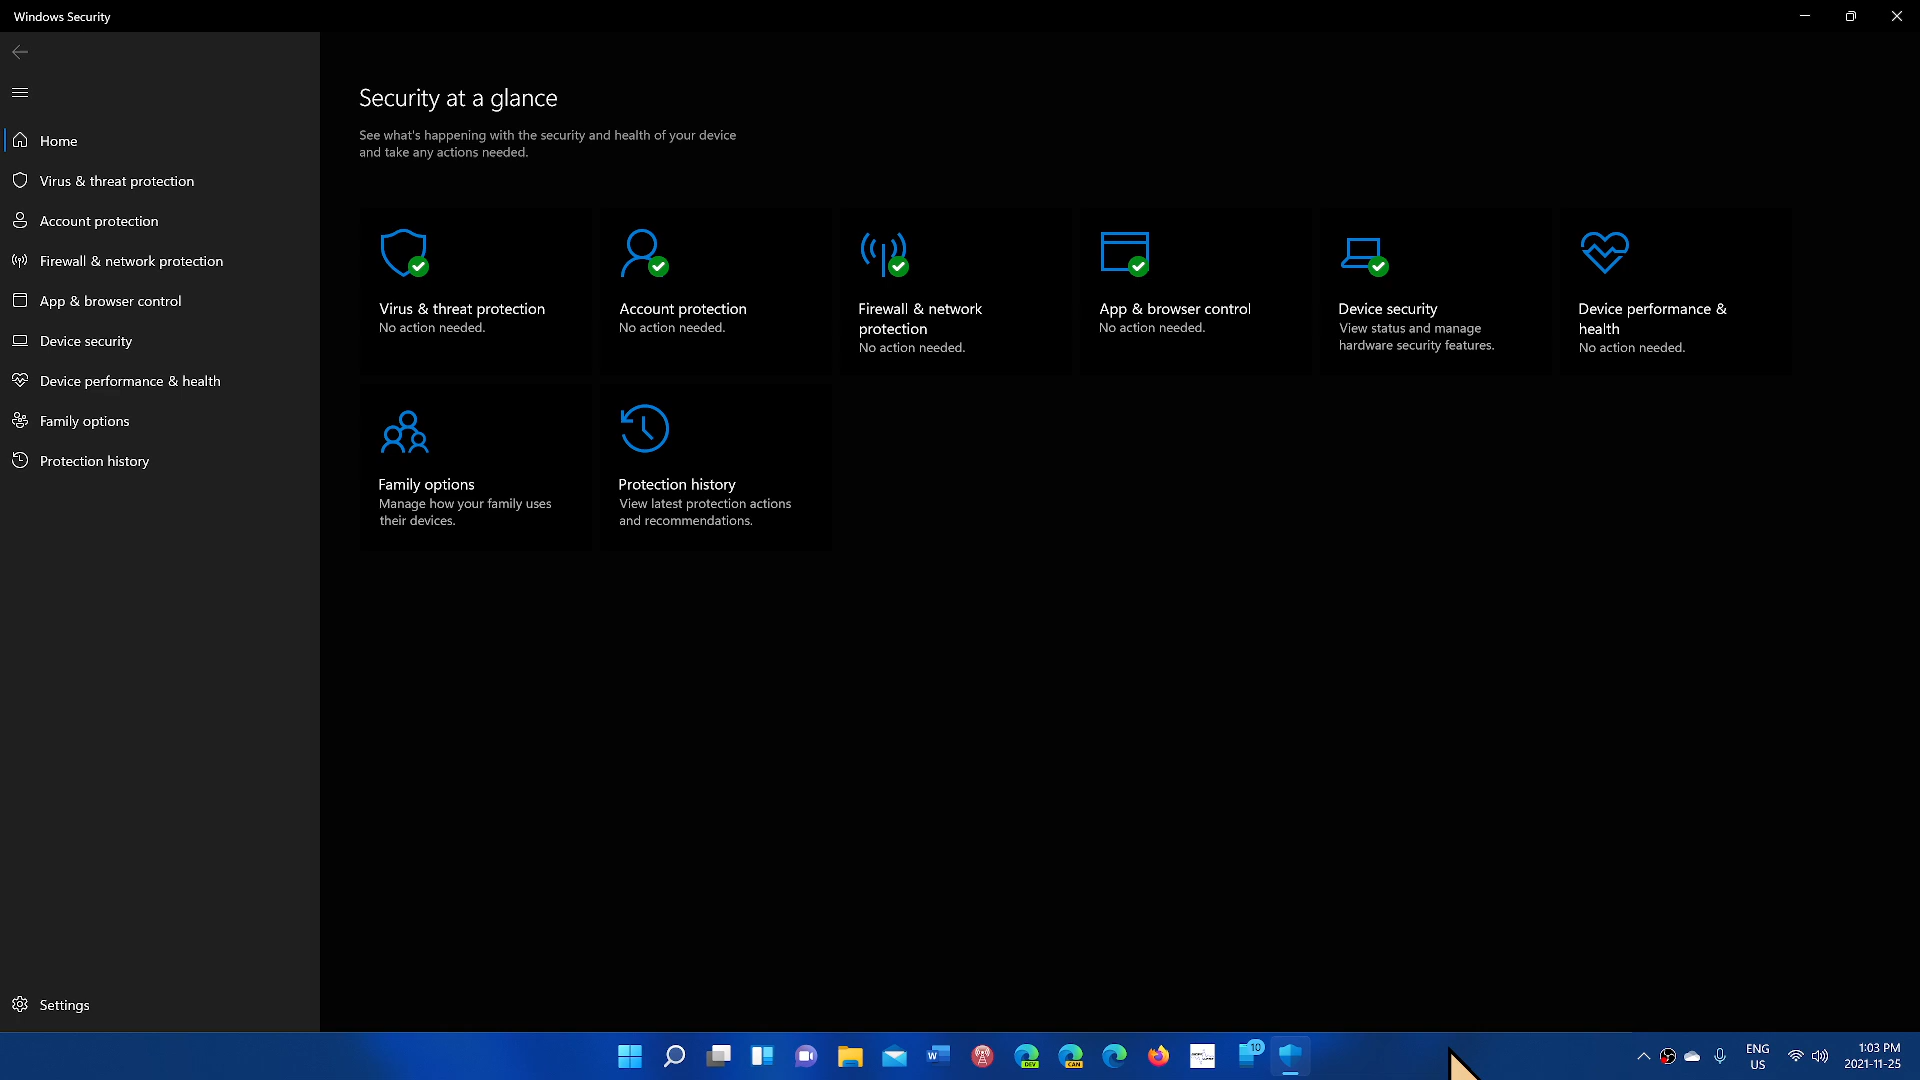 Windows Security
Home
Virus & threat protection
Account protection
Firewall & network protection
App & browser control
Device security
Device performance & health
Family options
Protection history
Settings
Security at a glance
See what's happening with the security and health of your device
and take any actions needed.
Virus & threat protection
No action needed.
Account protection
No action needed.
Firewall & network
protection
No action needed.
App & browser control
No action needed.
Device security
View status and manage
hardware security features.
Device performance &
health
No action needed.
Family options
Manage how your family uses
their devices.
Protection history
View latest protection actions
and recommendations.
W
DEV
CAN
10
ENG
US
1:03 PM
2021-11-25